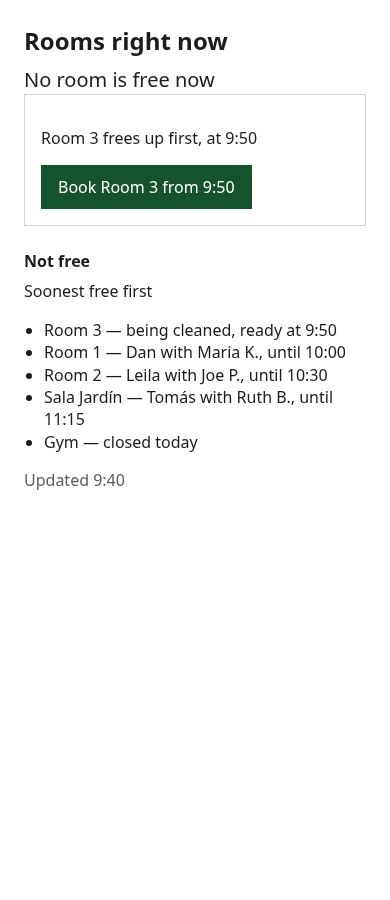 Rooms right now
No room is free now
Room 3 frees up first, at 9:50
Book Room 3 from 9:50
Not free
Soonest free first
Room 3 — being cleaned, ready at 9:50
Room 1 — Dan with Maria K., until 10:00
Room 2 — Leila with Joe P., until 10:30
Sala Jardín — Tomás with Ruth B., until
11:15
Gym — closed today
Updated 9:40